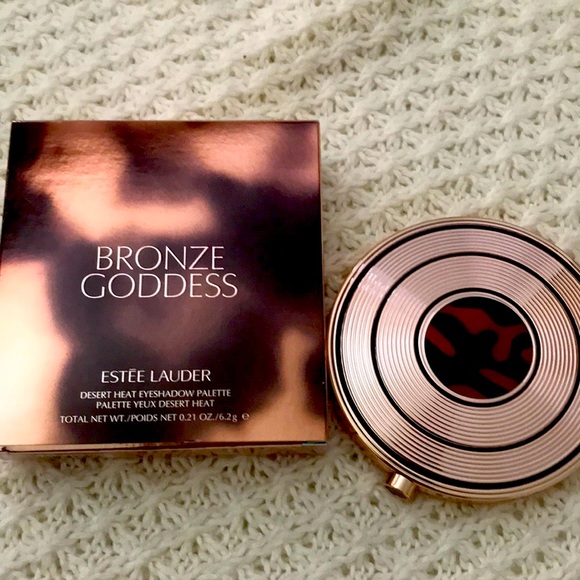 BRONZE
GODDESS
ESTĒE LAUDER
DESERT HEAT EYESHADOW PALETTE
PALETTE YEUX DESERT HEAT
TOTAL NET WT./POIDS NET 0.21 OZ./6.2g ℮